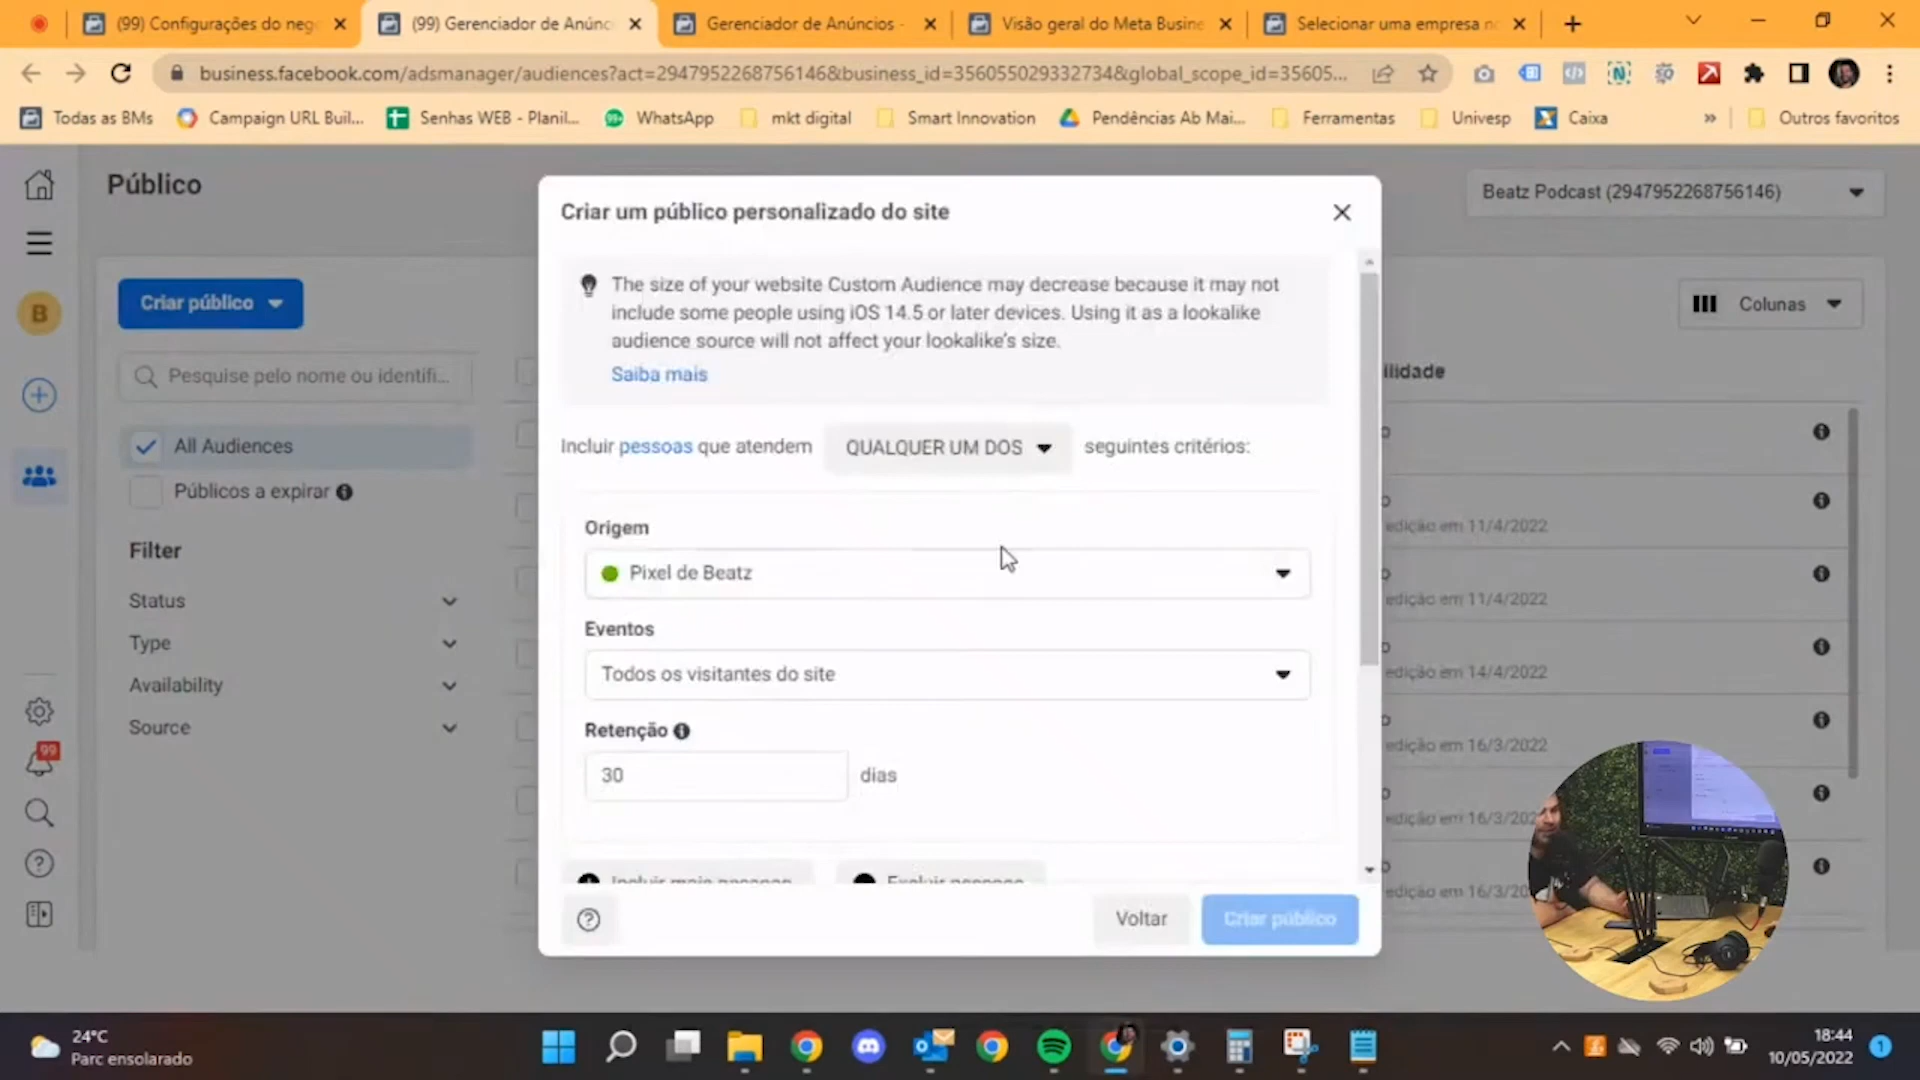 (99) Configurações do neg
(99) Gerenciador de Anúnc
Gerenciador de Anúncios -
Visão geral do Meta Busine
Selecionar uma empresa n
business.facebook.com/adsmanager/audiences?act=2947952268756146&business_id=356055029332734&global_scope_id=35605...
Todas as BMs
Campaign URL Buil...
Senhas WEB - Planil...
WhatsApp
mkt digital
Smart Innovation
Pendências Ab Mai...
Ferramentas
Univesp
Caixa
»
Outros favoritos
Público
Beatz Podcast (2947952268756146)
B
Criar público
Colunas
Pesquise pelo nome ou identifi...
All Audiences
Públicos a expirar
Filter
Status
Type
Availability
Source
99
Criar um público personalizado do site
The size of your website Custom Audience may decrease because it may not
include some people using iOS 14.5 or later devices. Using it as a lookalike
audience source will not affect your lookalike's size.
Saiba mais
Incluir pessoas que atendem QUALQUER UM DOS seguintes critérios:
Origem
Pixel de Beatz
Eventos
Todos os visitantes do site
Retenção
30 dias
Incluir mais pessoas
Excluir pessoas
Voltar
Criar público
ilidade
edição em 11/4/2022
edição em 11/4/2022
edição em 14/4/2022
edição em 16/3/2022
edição em 16/3/202
edição em 16/3/20
24°C
Parc ensolarado
18:44
10/05/2022
1